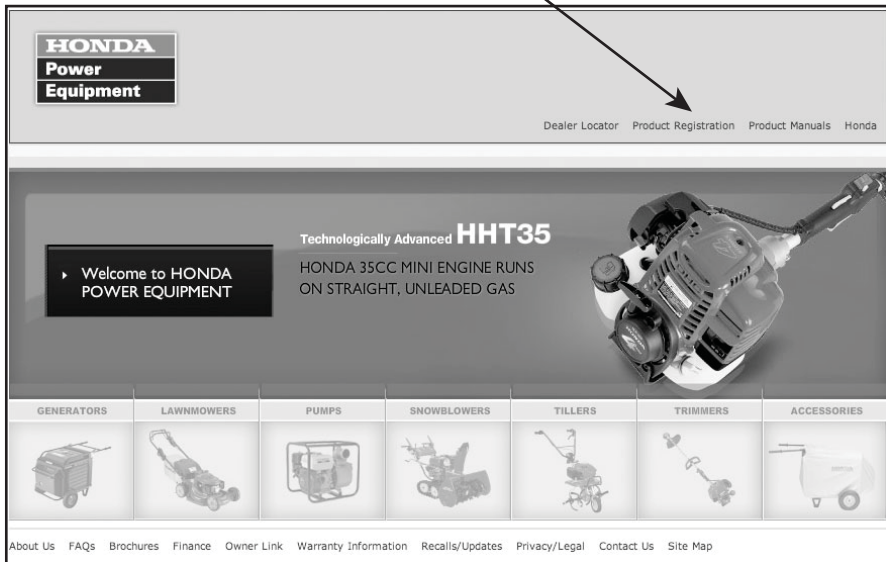 HONDA
Power
Equipment
Dealer Locator Product Registration Product Manuals Honda
Technologically Advanced HHT35
HONDA 35CC MINI ENGINE RUNS
ON STRAIGHT, UNLEADED GAS
Welcome to HONDA
POWER EQUIPMENT
GENERATORS LAWNMOWERS PUMPS SNOWBLOWERS TILLERS TRIMMERS ACCESSORIES
About Us FAQs Brochures Finance Owner Link Warranty Information Recalls/Updates Privacy/Legal Contact Us Site Map